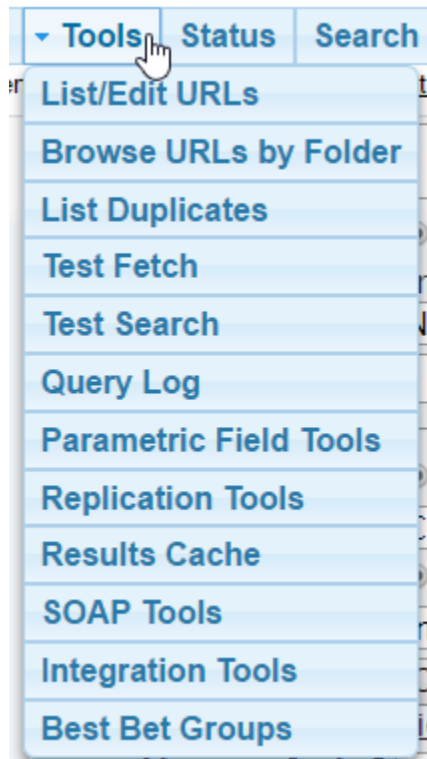 Tools Status Search
List/Edit URLs
Browse URLs by Folder
List Duplicates
Test Fetch
Test Search
Query Log
Parametric Field Tools
Replication Tools
Results Cache
SOAP Tools
Integration Tools
Best Bet Groups